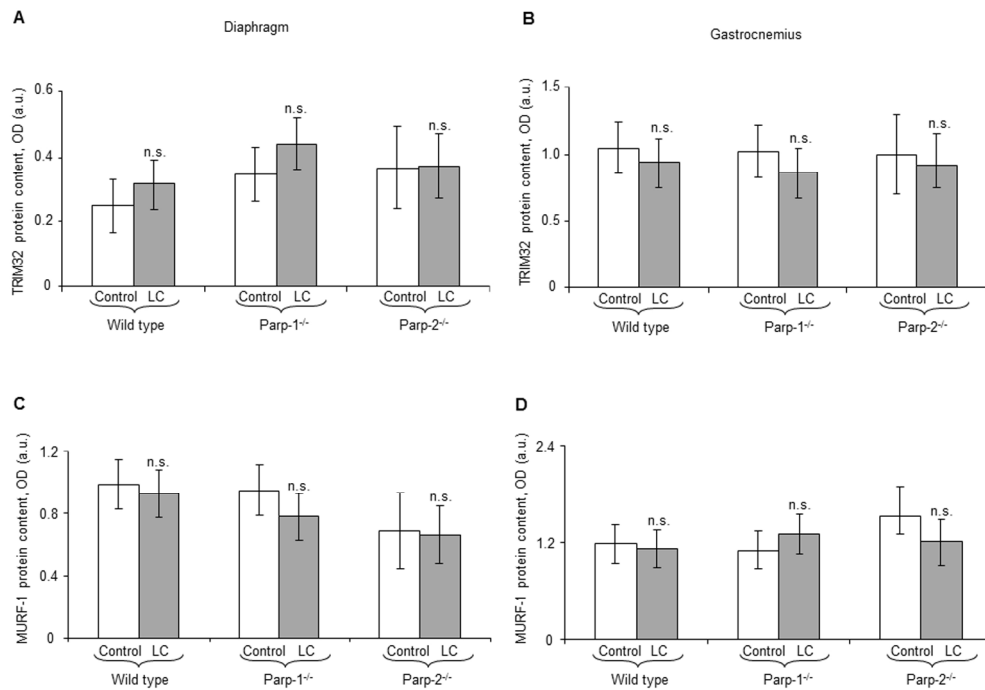 A
Diaphragm
TRIM32 protein content, OD (a.u.)
0.6
0.4
0.2
0
n.s.
n.s.
n.s.
Control LC
Control LC
Control LC
Wild type
Parp-1-/-
Parp-2-/-
B
Gastrocnemius
TRIM32 protein content, OD (a.u.)
1.5
1.0
0.5
0
n.s.
n.s.
n.s.
Control LC
Control LC
Control LC
Wild type
Parp-1-/-
Parp-2-/-
C
MURF-1 protein content, OD (a.u.)
1.2
0.8
0.4
0
n.s.
n.s.
n.s.
Control LC
Control LC
Control LC
Wild type
Parp-1-/-
Parp-2-/-
D
MURF-1 protein content, OD (a.u.)
2.4
1.2
0
n.s.
n.s.
n.s.
Control LC
Control LC
Control LC
Wild type
Parp-1-/-
Parp-2-/-